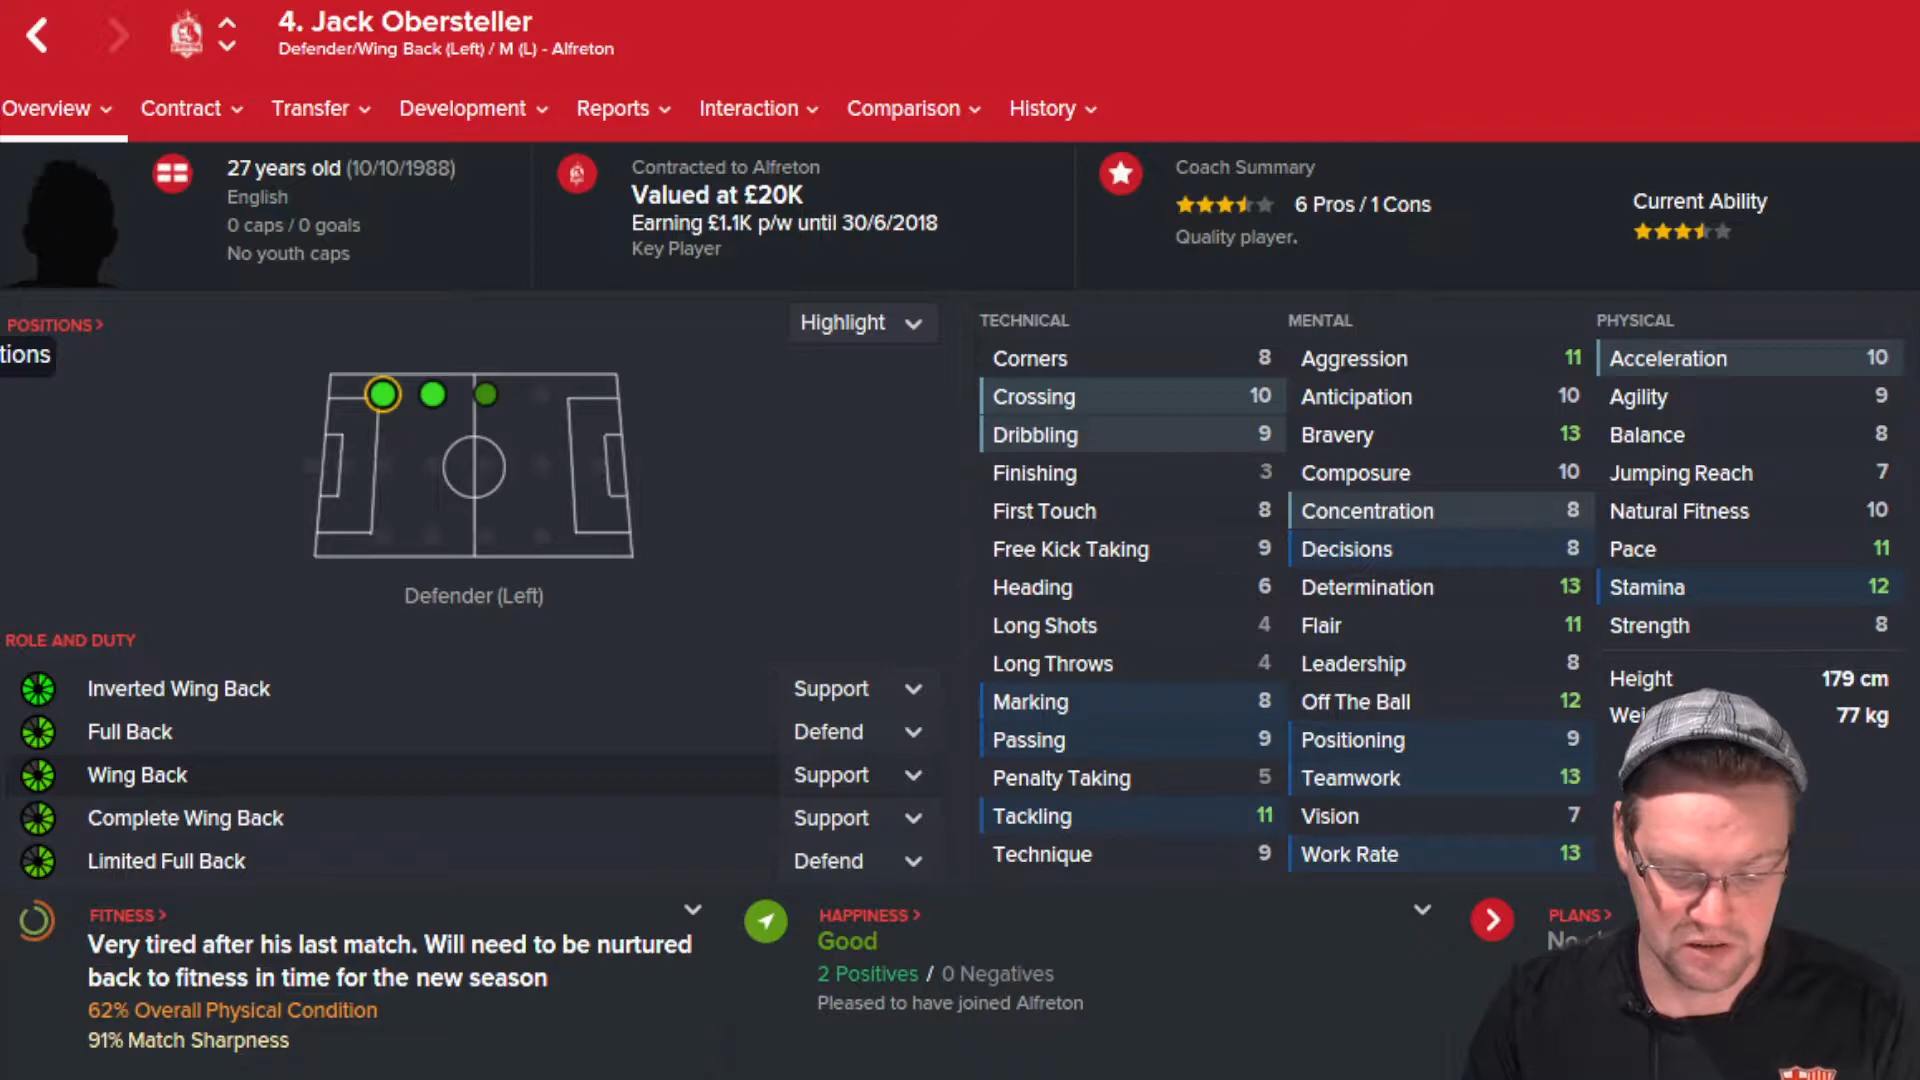 4. Jack Obersteller
Defender/Wing Back (Left) / M (L) - Alfreton
Overview
Contract
Transfer
Development
Reports
Interaction
Comparison
History
27 years old (10/10/1988)
English
0 caps / 0 goals
No youth caps
Contracted to Alfreton
Valued at £20K
Earning £1.1K p/w until 30/6/2018
Key Player
Coach Summary
6 Pros / 1 Cons
Quality player.
Current Ability
POSITIONS >
tions
Highlight
Defender (Left)
ROLE AND DUTY
Inverted Wing Back Support
Full Back Defend
Wing Back Support
Complete Wing Back Support
Limited Full Back Defend
TECHNICAL
Corners 8
Crossing 10
Dribbling 9
Finishing 3
First Touch 8
Free Kick Taking 9
Heading 6
Long Shots 4
Long Throws 4
Marking 8
Passing 9
Penalty Taking 5
Tackling 11
Technique 9
MENTAL
Aggression 11
Anticipation 10
Bravery 13
Composure 10
Concentration 8
Decisions 8
Determination 13
Flair 11
Leadership 8
Off The Ball 12
Positioning 9
Teamwork 13
Vision 7
Work Rate 13
PHYSICAL
Acceleration 10
Agility 9
Balance 8
Jumping Reach 7
Natural Fitness 10
Pace 11
Stamina 12
Strength 8
Height 179 cm
Wei 77 kg
FITNESS >
Very tired after his last match. Will need to be nurtured
back to fitness in time for the new season
62% Overall Physical Condition
91% Match Sharpness
HAPPINESS >
Good
2 Positives / 0 Negatives
Pleased to have joined Alfreton
PLANS >
No